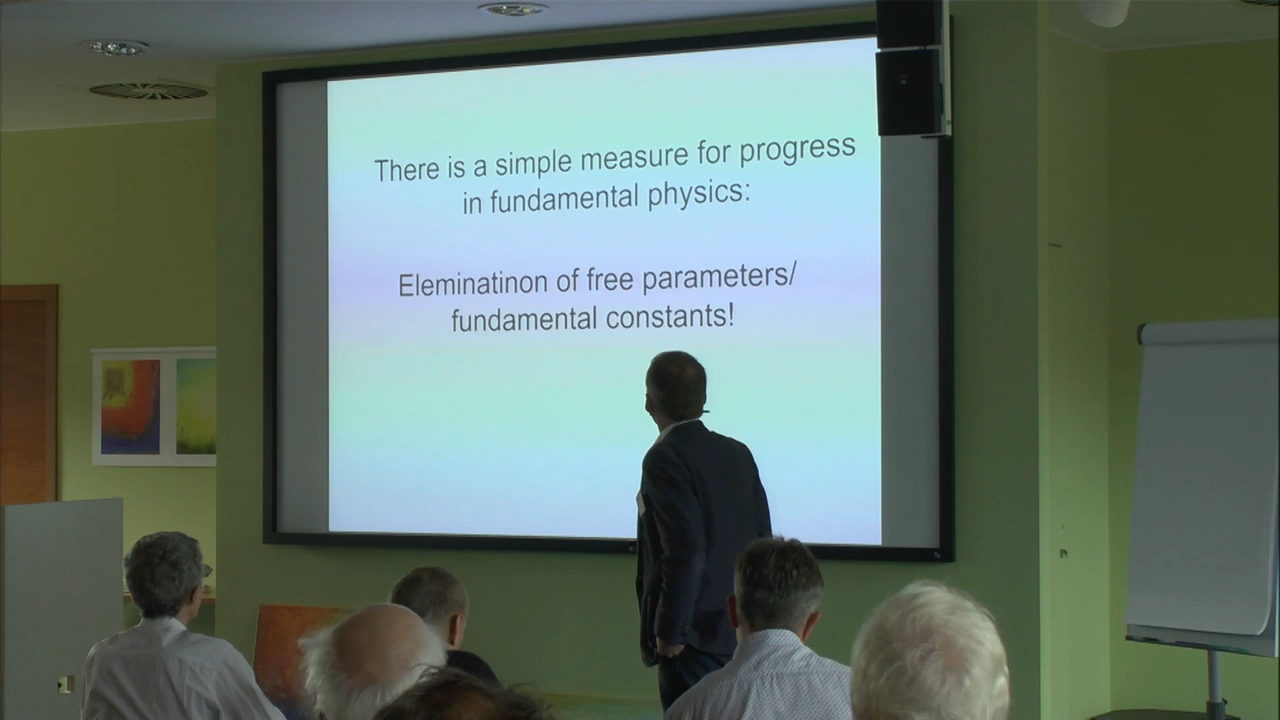 There is a simple measure for progress
in fundamental physics:
Eleminatinon of free parameters/
fundamental constants!